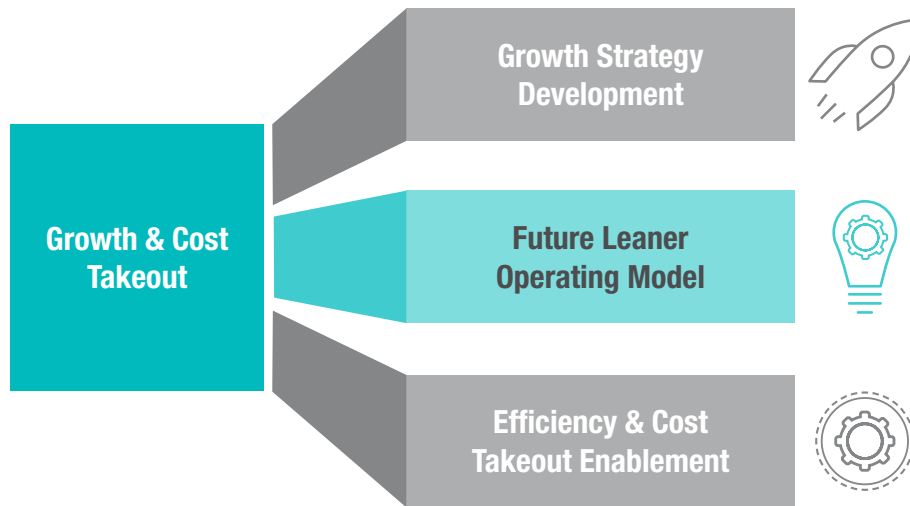 Growth Strategy
Development
Growth & Cost
Takeout
Future Leaner
Operating Model
Efficiency & Cost
Takeout Enablement